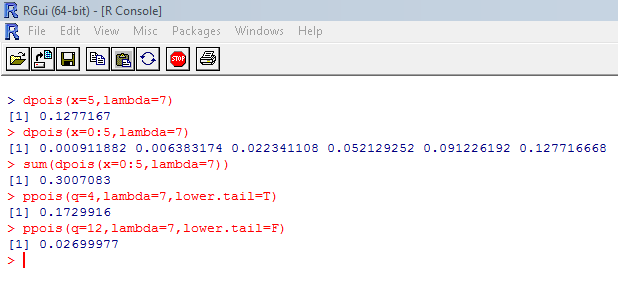 RGui (64-bit) - [R Console]
File Edit View Misc Packages Windows Help
STOP
> dpois(x=5,lambda=7)
[1] 0.1277167
> dpois(x=0:5,lambda=7)
[1] 0.000911882 0.006383174 0.022341108 0.052129252 0.091226192 0.127716668
> sum(dpois(x=0:5,lambda=7))
[1] 0.3007083
> ppois(q=4,lambda=7,lower.tail=T)
[1] 0.1729916
> ppois(q=12,lambda=7,lower.tail=F)
[1] 0.02699977
>